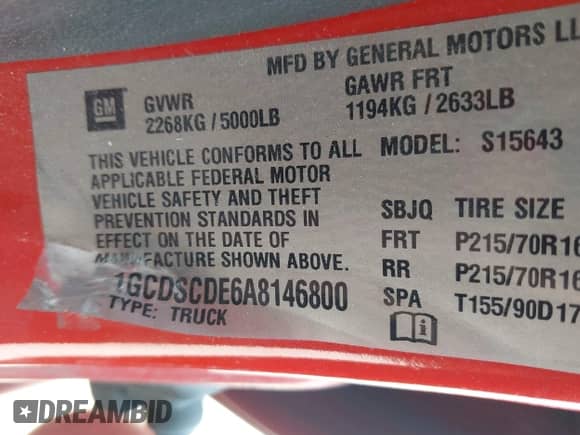 MFD BY GENERAL MOTORS LL
GM
GVWR
2268KG / 5000LB
GAWR FRT
1194KG / 2633LB
THIS VEHICLE CONFORMS TO ALL
APPLICABLE FEDERAL MOTOR
VEHICLE SAFETY AND THEFT
PREVENTION STANDARDS IN
EFFECT ON THE DATE OF
MANUFACTURE SHOWN ABOVE.
1GCDSCDE6A8146800
TYPE: TRUCK
MODEL: S15643
SBJQ TIRE SIZE
FRT P215/70R16
RR P215/70R16
SPA T155/90D17
i
DREAMBID